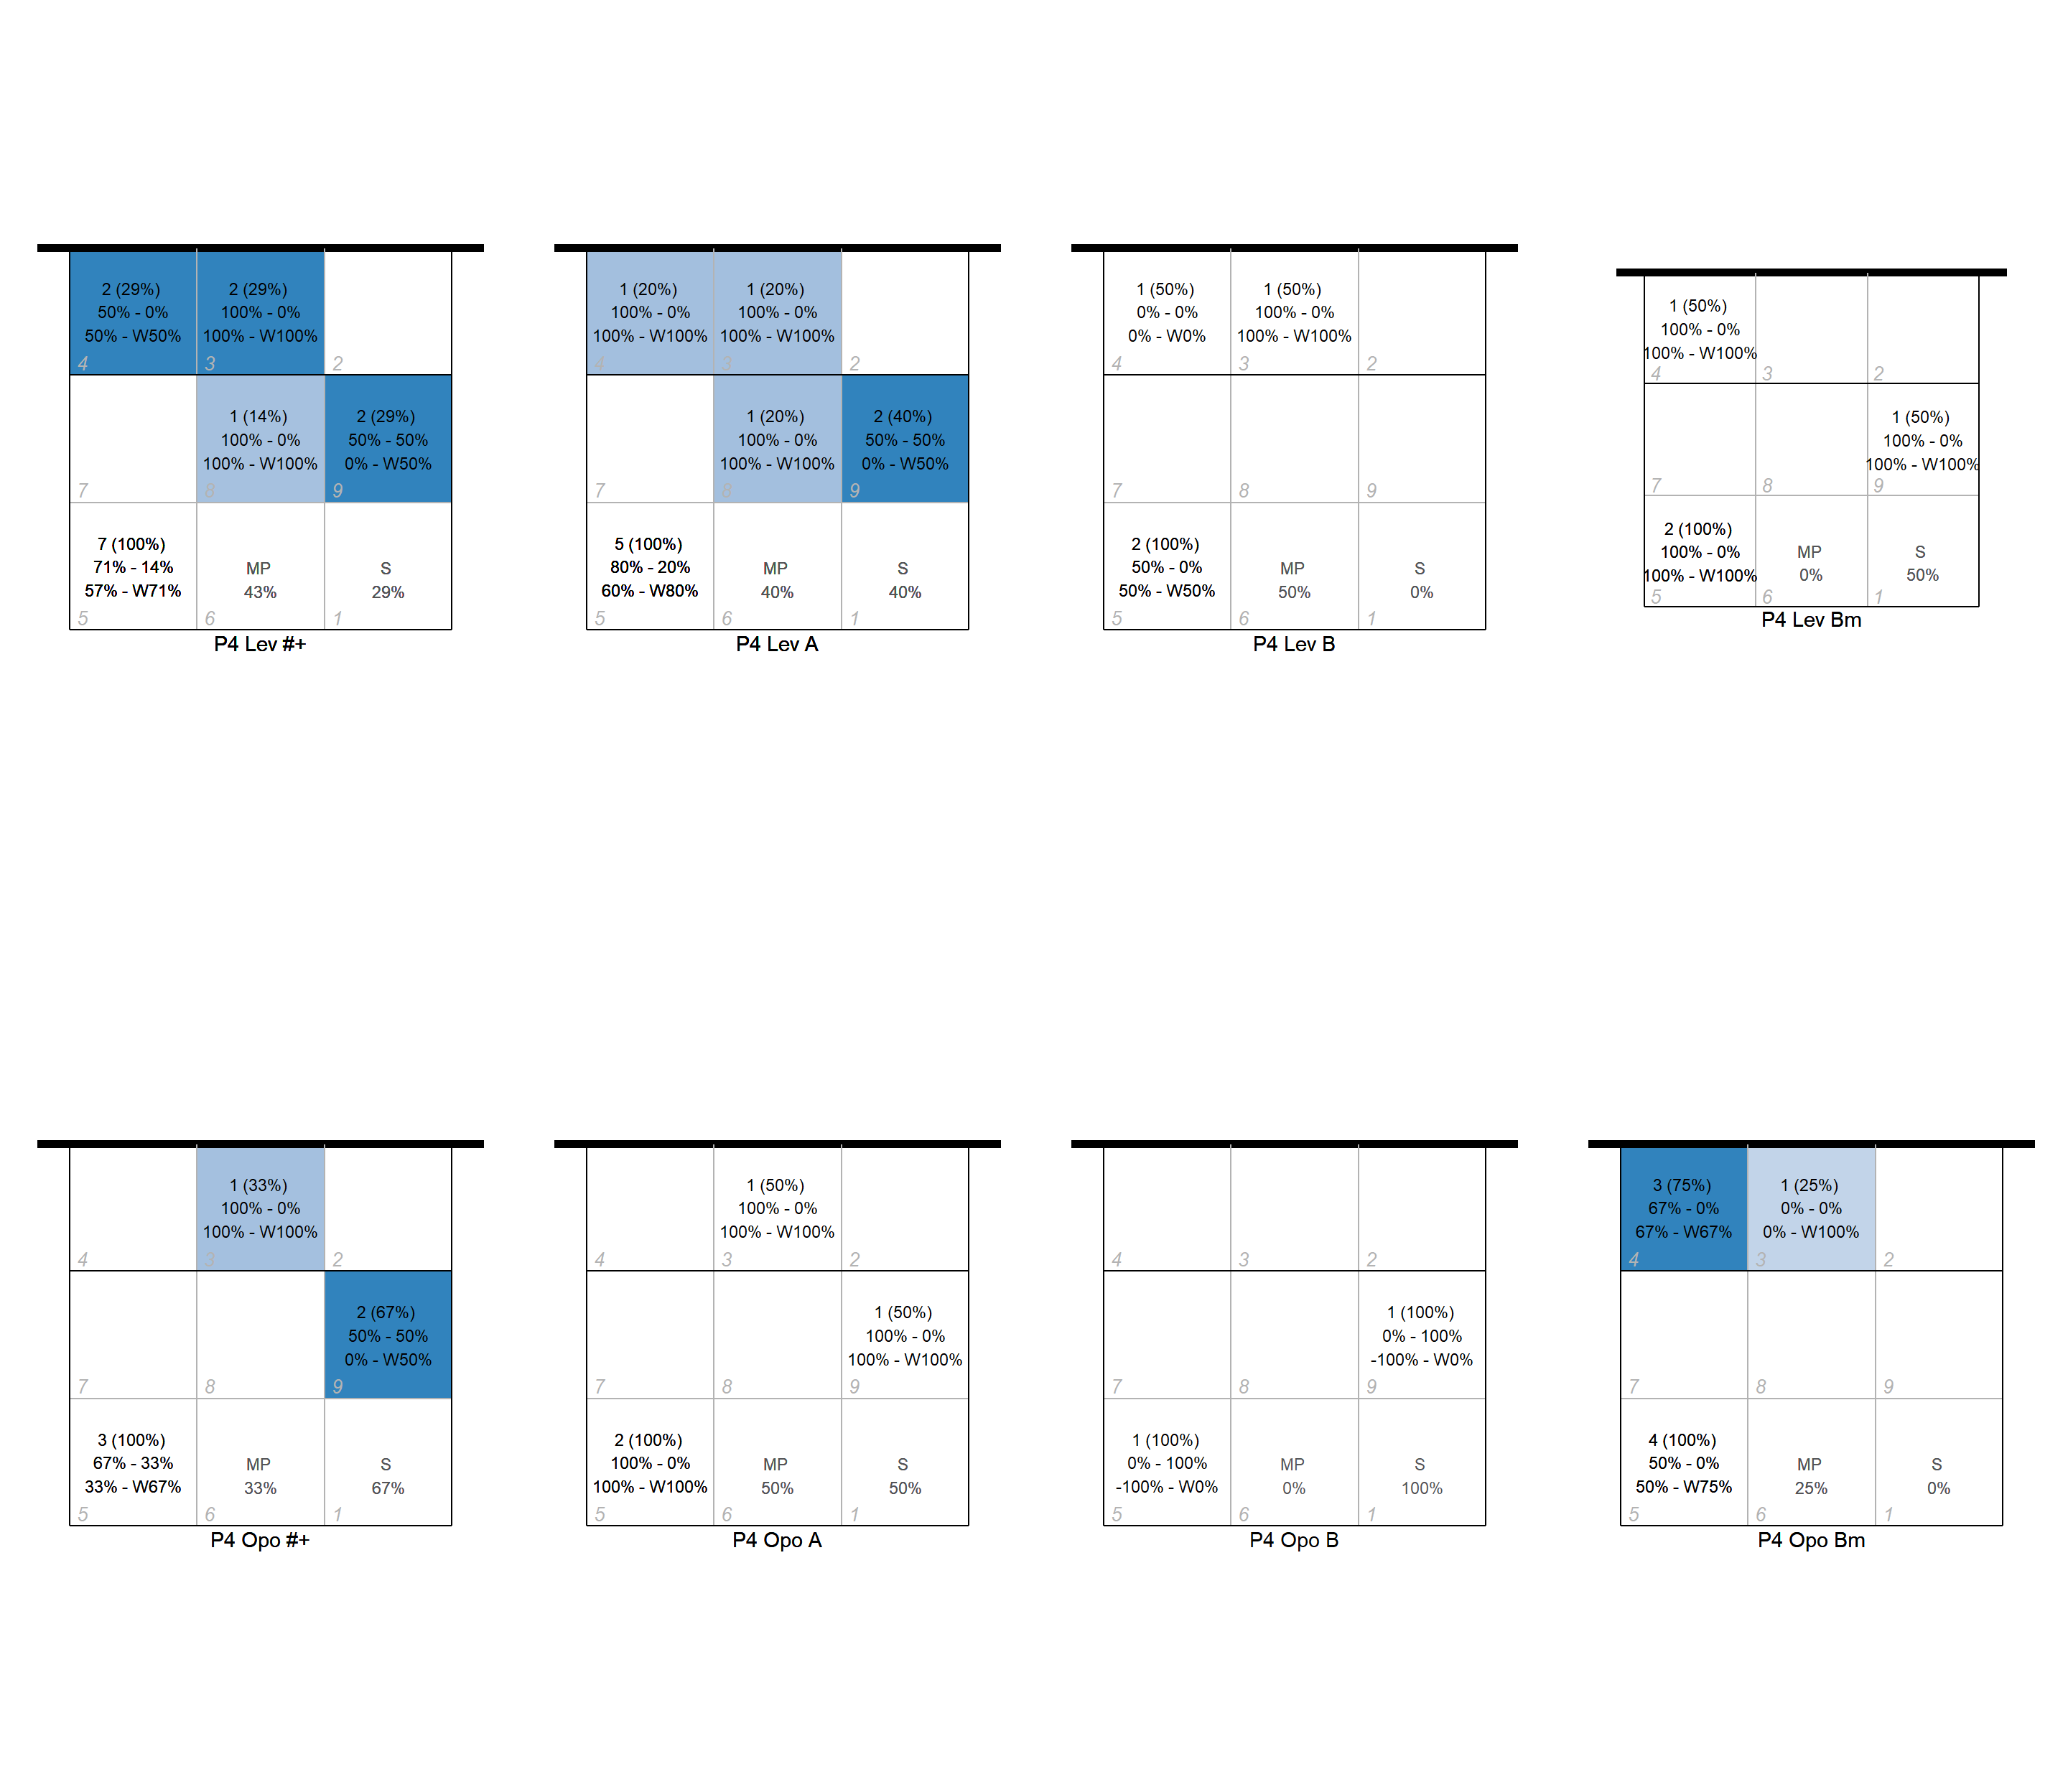 2 (29%)
50% - 0%
50% - W50%
4
2 (29%)
100% - 0%
100% - W100%
3
2
7
1 (14%)
100% - 0%
100% - W100%
8
2 (29%)
50% - 50%
0% - W50%
9
7 (100%)
71% - 14%
57% - W71%
5
MP
43%
6
S
29%
1
P4 Lev #+
1 (20%)
100% - 0%
100% - W100%
4
1 (20%)
100% - 0%
100% - W100%
3
2
7
1 (20%)
100% - 0%
100% - W100%
8
2 (40%)
50% - 50%
0% - W50%
9
5 (100%)
80% - 20%
60% - W80%
5
MP
40%
6
S
40%
1
P4 Lev A
1 (50%)
0% - 0%
0% - W0%
4
1 (50%)
100% - 0%
100% - W100%
3
2
7
8
9
2 (100%)
50% - 0%
50% - W50%
5
MP
50%
6
S
0%
1
P4 Lev B
1 (50%)
100% - 0%
100% - W100%
4
3
2
7
8
1 (50%)
100% - 0%
100% - W100%
9
2 (100%)
100% - 0%
100% - W100%
5
MP
0%
6
S
50%
1
P4 Lev Bm
4
1 (33%)
100% - 0%
100% - W100%
3
2
7
8
2 (67%)
50% - 50%
0% - W50%
9
3 (100%)
67% - 33%
33% - W67%
5
MP
33%
6
S
67%
1
P4 Opo #+
4
1 (50%)
100% - 0%
100% - W100%
3
2
7
8
1 (50%)
100% - 0%
100% - W100%
9
2 (100%)
100% - 0%
100% - W100%
5
MP
50%
6
S
50%
1
P4 Opo A
4
3
2
7
8
1 (100%)
0% - 100%
-100% - W0%
9
1 (100%)
0% - 100%
-100% - W0%
5
MP
0%
6
S
100%
1
P4 Opo B
3 (75%)
67% - 0%
67% - W67%
4
1 (25%)
0% - 0%
0% - W100%
3
2
7
8
9
4 (100%)
50% - 0%
50% - W75%
5
MP
25%
6
S
0%
1
P4 Opo Bm